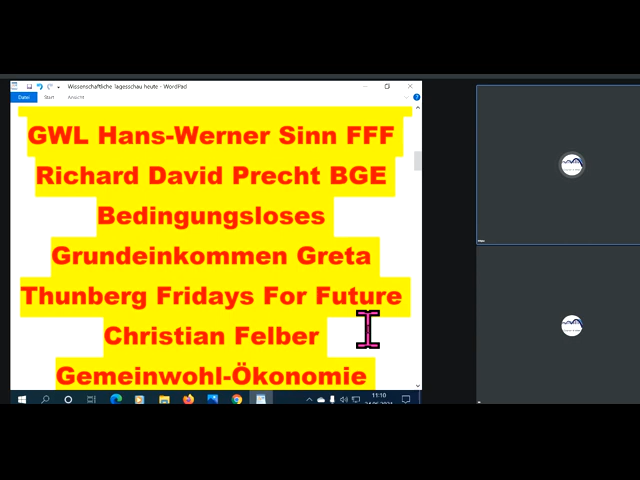 Wissenschaftliche Tagesschau heute - WordPad
Datei Start Ansicht
GWL Hans-Werner Sinn FFF
Richard David Precht BGE
Bedingungsloses
Grundeinkommen Greta
Thunberg Fridays For Future
Christian Felber
Gemeinwohl-Ökonomie
11:10